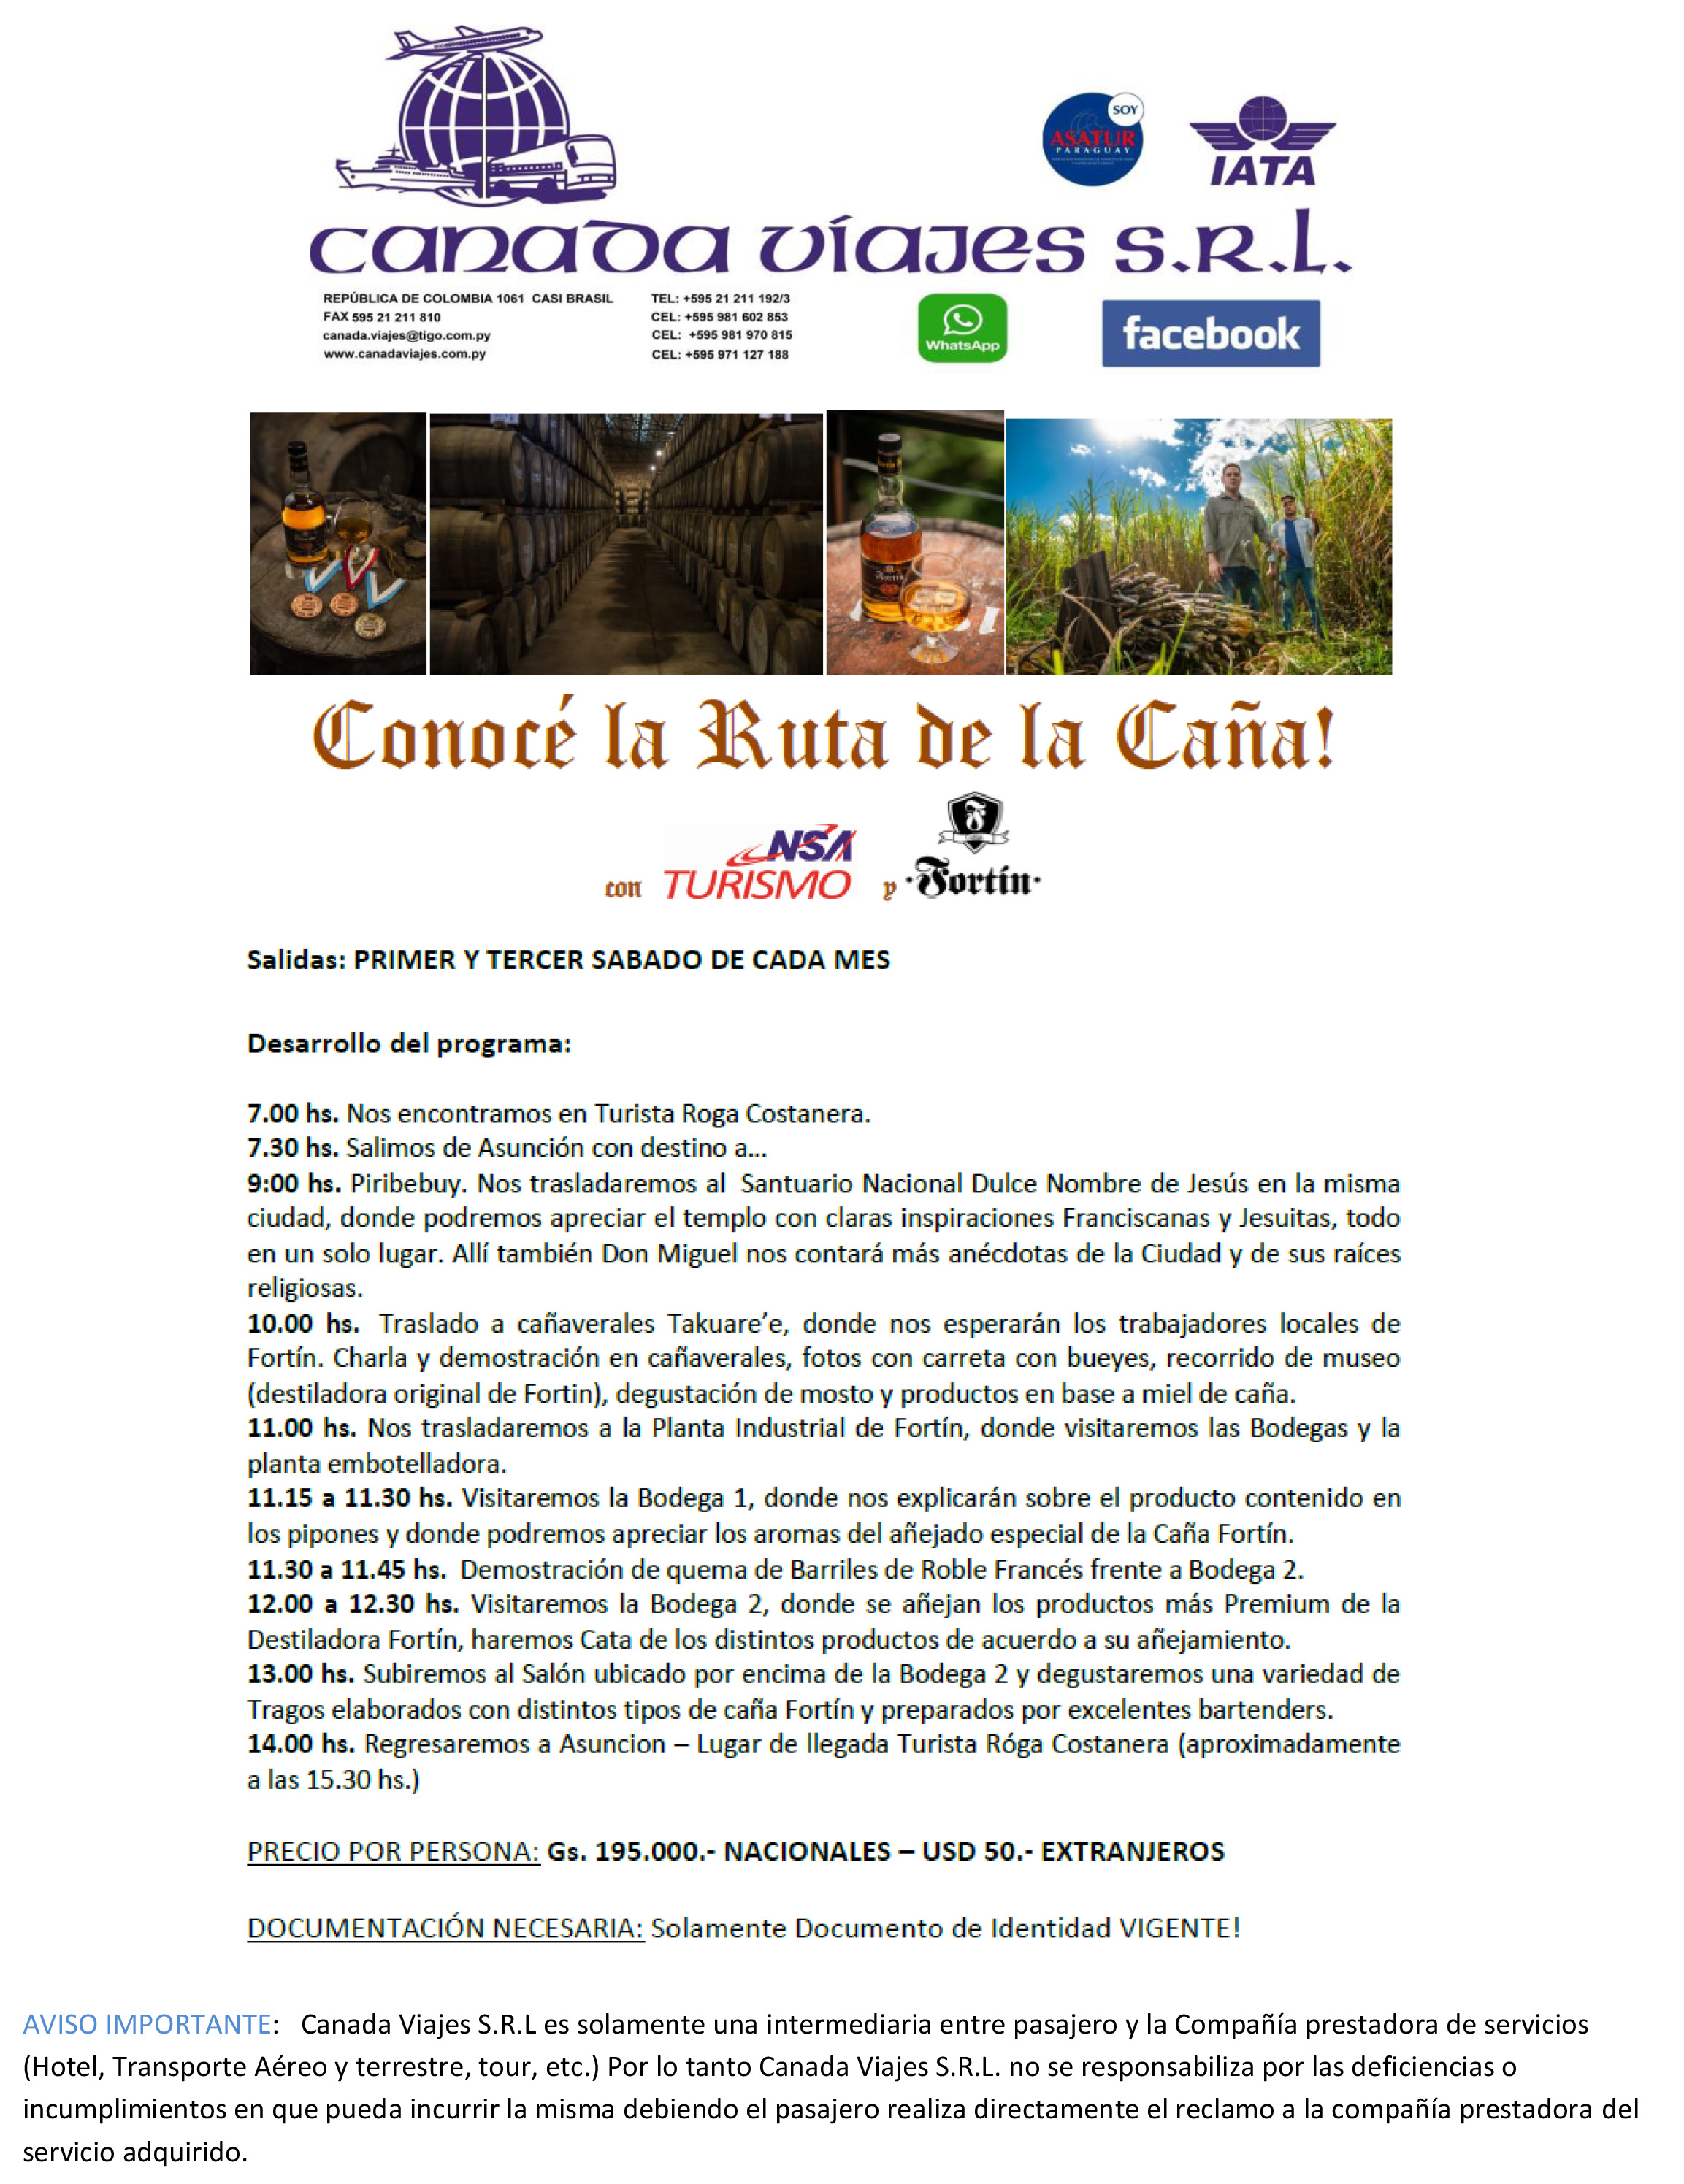 SOY
ASATUR
PARAGUAY
IATA
canada viajes s.r.l.
REPÚBLICA DE COLOMBIA 1061 CASI BRASIL
FAX 595 21 211 810
canada.viajes@tigo.com.py
www.canadaviajes.com.py
TEL: +595 21 211 192/3
CEL: +595 981 602 853
CEL: +595 981 970 815
CEL: +595 971 127 188
WhatsApp
facebook
Fortín
Conocé la Ruta de la Caña!
con NSA TURISMO y ·Fortín·
Salidas: PRIMER Y TERCER SABADO DE CADA MES
Desarrollo del programa:
7.00 hs. Nos encontramos en Turista Roga Costanera.
7.30 hs. Salimos de Asunción con destino a...
9:00 hs. Piribebuy. Nos trasladaremos al Santuario Nacional Dulce Nombre de Jesús en la misma
ciudad, donde podremos apreciar el templo con claras inspiraciones Franciscanas y Jesuitas, todo
en un solo lugar. Allí también Don Miguel nos contará más anécdotas de la Ciudad y de sus raíces
religiosas.
10.00 hs. Traslado a cañaverales Takuare’e, donde nos esperarán los trabajadores locales de
Fortín. Charla y demostración en cañaverales, fotos con carreta con bueyes, recorrido de museo
(destiladora original de Fortin), degustación de mosto y productos en base a miel de caña.
11.00 hs. Nos trasladaremos a la Planta Industrial de Fortín, donde visitaremos las Bodegas y la
planta embotelladora.
11.15 a 11.30 hs. Visitaremos la Bodega 1, donde nos explicarán sobre el producto contenido en
los pipones y donde podremos apreciar los aromas del añejado especial de la Caña Fortín.
11.30 a 11.45 hs. Demostración de quema de Barriles de Roble Francés frente a Bodega 2.
12.00 a 12.30 hs. Visitaremos la Bodega 2, donde se añejan los productos más Premium de la
Destiladora Fortín, haremos Cata de los distintos productos de acuerdo a su añejamiento.
13.00 hs. Subiremos al Salón ubicado por encima de la Bodega 2 y degustaremos una variedad de
Tragos elaborados con distintos tipos de caña Fortín y preparados por excelentes bartenders.
14.00 hs. Regresaremos a Asuncion – Lugar de llegada Turista Róga Costanera (aproximadamente
a las 15.30 hs.)
PRECIO POR PERSONA: Gs. 195.000.- NACIONALES – USD 50.- EXTRANJEROS
DOCUMENTACIÓN NECESARIA: Solamente Documento de Identidad VIGENTE!
AVISO IMPORTANTE: Canada Viajes S.R.L es solamente una intermediaria entre pasajero y la Compañía prestadora de servicios
(Hotel, Transporte Aéreo y terrestre, tour, etc.) Por lo tanto Canada Viajes S.R.L. no se responsabiliza por las deficiencias o
incumplimientos en que pueda incurrir la misma debiendo el pasajero realiza directamente el reclamo a la compañía prestadora del
servicio adquirido.